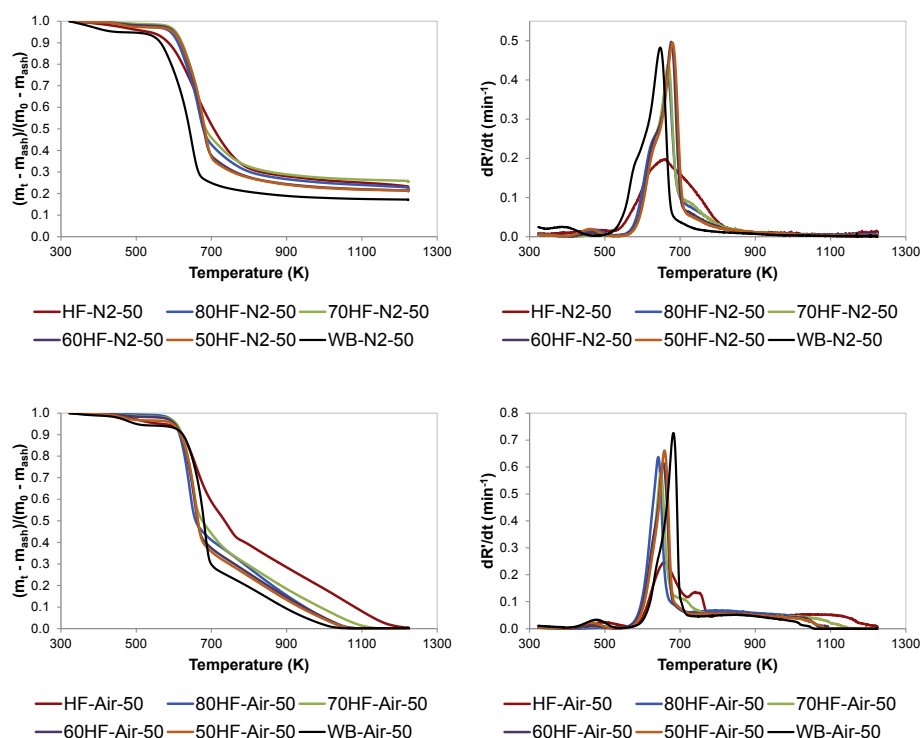 (mt - mash)/(m0 - mash)
1.0
0.9
0.8
0.7
0.6
0.5
0.4
0.3
0.2
0.1
0.0
300 500 700 900 1100 1300
Temperature (K)
HF-N2-50 80HF-N2-50 70HF-N2-50
60HF-N2-50 50HF-N2-50 WB-N2-50
dR'/dt (min-1)
0.5
0.4
0.3
0.2
0.1
0.0
300 500 700 900 1100 1300
Temperature (K)
HF-N2-50 80HF-N2-50 70HF-N2-50
60HF-N2-50 50HF-N2-50 WB-N2-50
(mt - mash)/(m0 - mash)
1.0
0.9
0.8
0.7
0.6
0.5
0.4
0.3
0.2
0.1
0.0
300 500 700 900 1100 1300
Temperature (K)
HF-Air-50 80HF-Air-50 70HF-Air-50
60HF-Air-50 50HF-Air-50 WB-Air-50
dR'/dt (min-1)
0.8
0.7
0.6
0.5
0.4
0.3
0.2
0.1
0.0
300 500 700 900 1100 1300
Temperature (K)
HF-Air-50 80HF-Air-50 70HF-Air-50
60HF-Air-50 50HF-Air-50 WB-Air-50